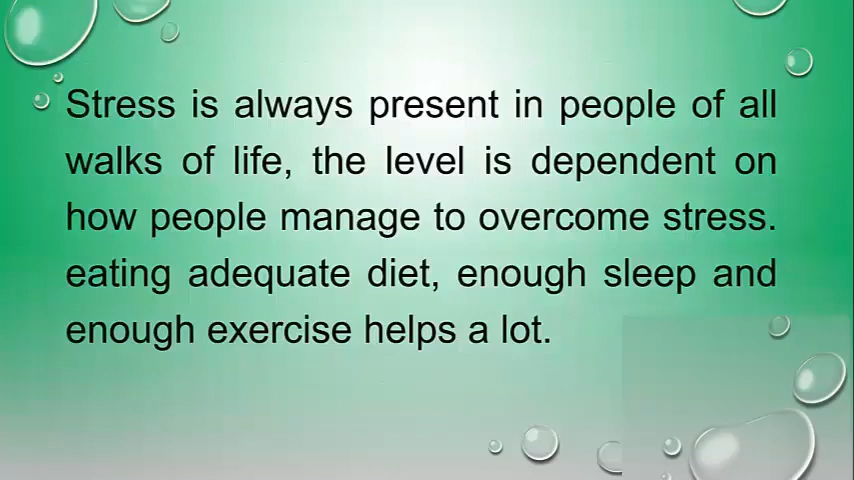 Stress is always present in people of all
walks of life, the level is dependent on
how people manage to overcome stress.
eating adequate diet, enough sleep and
enough exercise helps a lot.